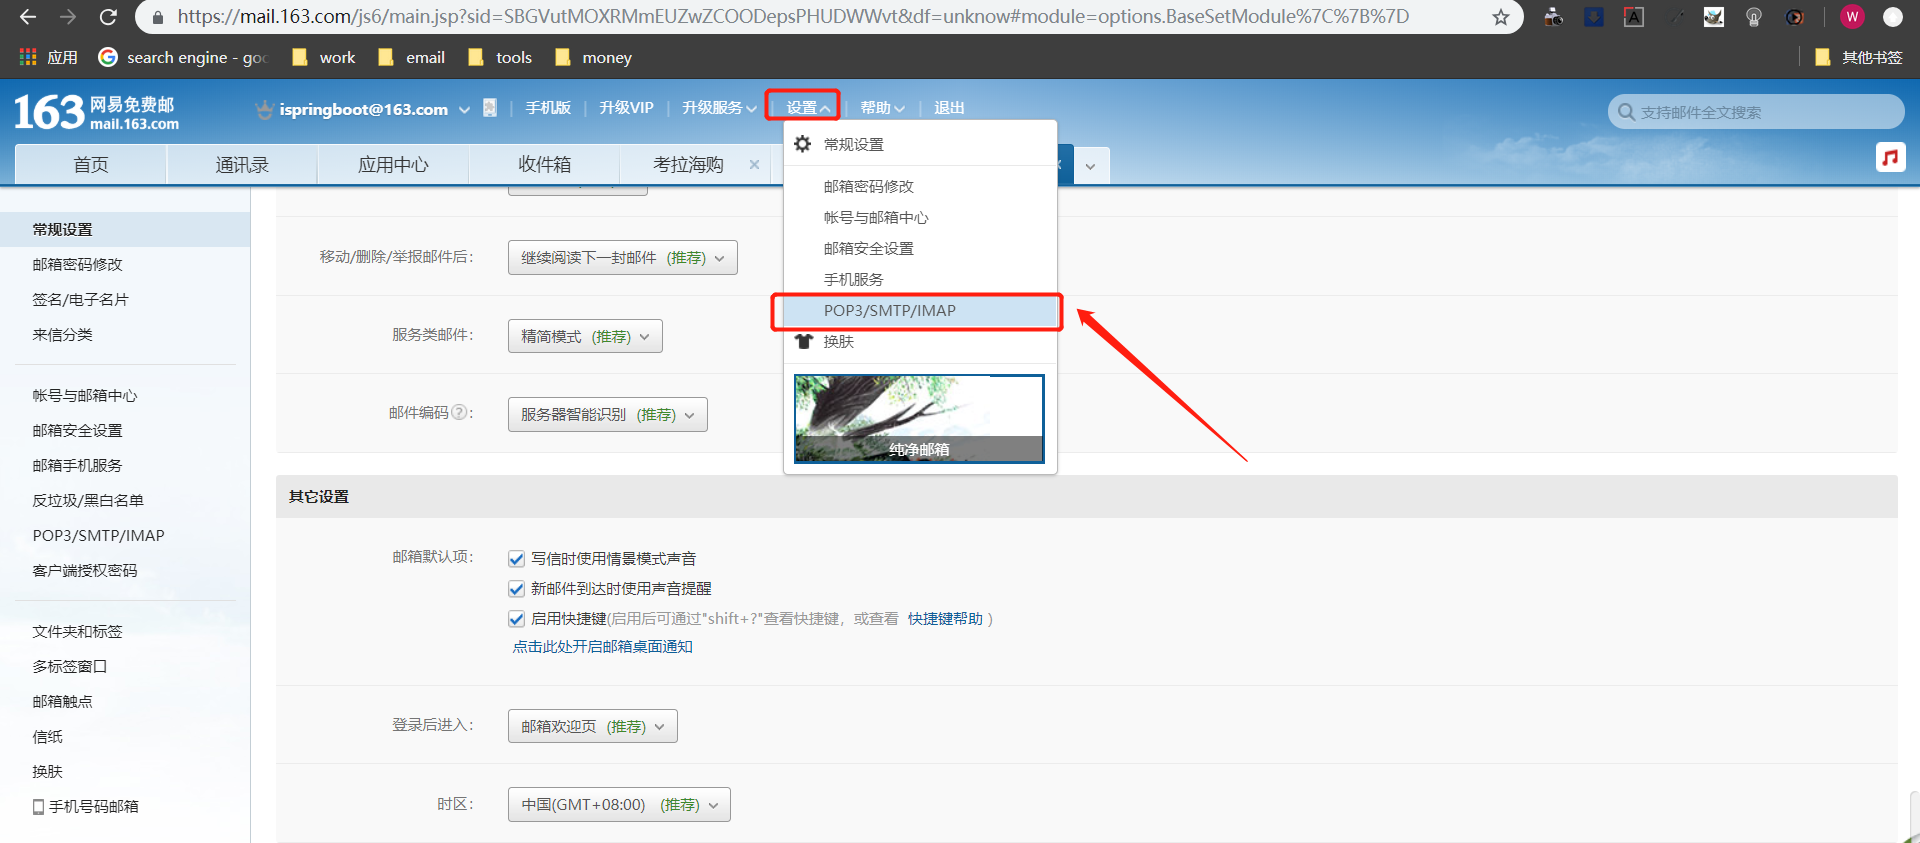 https://mail.163.com/js6/main.jsp?sid=SBGVutMOXRMmEUZwZCOODepsPHUDWWvt&df=unknow#module=options.BaseSetModule%7C%7B%7D
W
应用
search engine - goo
work
email
tools
money
其他书签
163 网易免费邮
mail.163.com
ispringboot@163.com
手机版
升级VIP
升级服务
设置
帮助
退出
支持邮件全文搜索
首页
通讯录
应用中心
收件箱
考拉海购
常规设置
邮箱密码修改
帐号与邮箱中心
邮箱安全设置
手机服务
POP3/SMTP/IMAP
换肤
纯净邮箱
常规设置
邮箱密码修改
签名/电子名片
来信分类
帐号与邮箱中心
邮箱安全设置
邮箱手机服务
反垃圾/黑白名单
POP3/SMTP/IMAP
客户端授权密码
文件夹和标签
多标签窗口
邮箱触点
信纸
换肤
手机号码邮箱
移动/删除/举报邮件后： 继续阅读下一封邮件 (推荐)
服务类邮件： 精简模式 (推荐)
邮件编码?： 服务器智能识别 (推荐)
其它设置
邮箱默认项： 写信时使用情景模式声音
新邮件到达时使用声音提醒
启用快捷键(启用后可通过"shift+?"查看快捷键，或查看 快捷键帮助 )
点击此处开启邮箱桌面通知
登录后进入： 邮箱欢迎页 (推荐)
时区： 中国(GMT+08:00) (推荐)